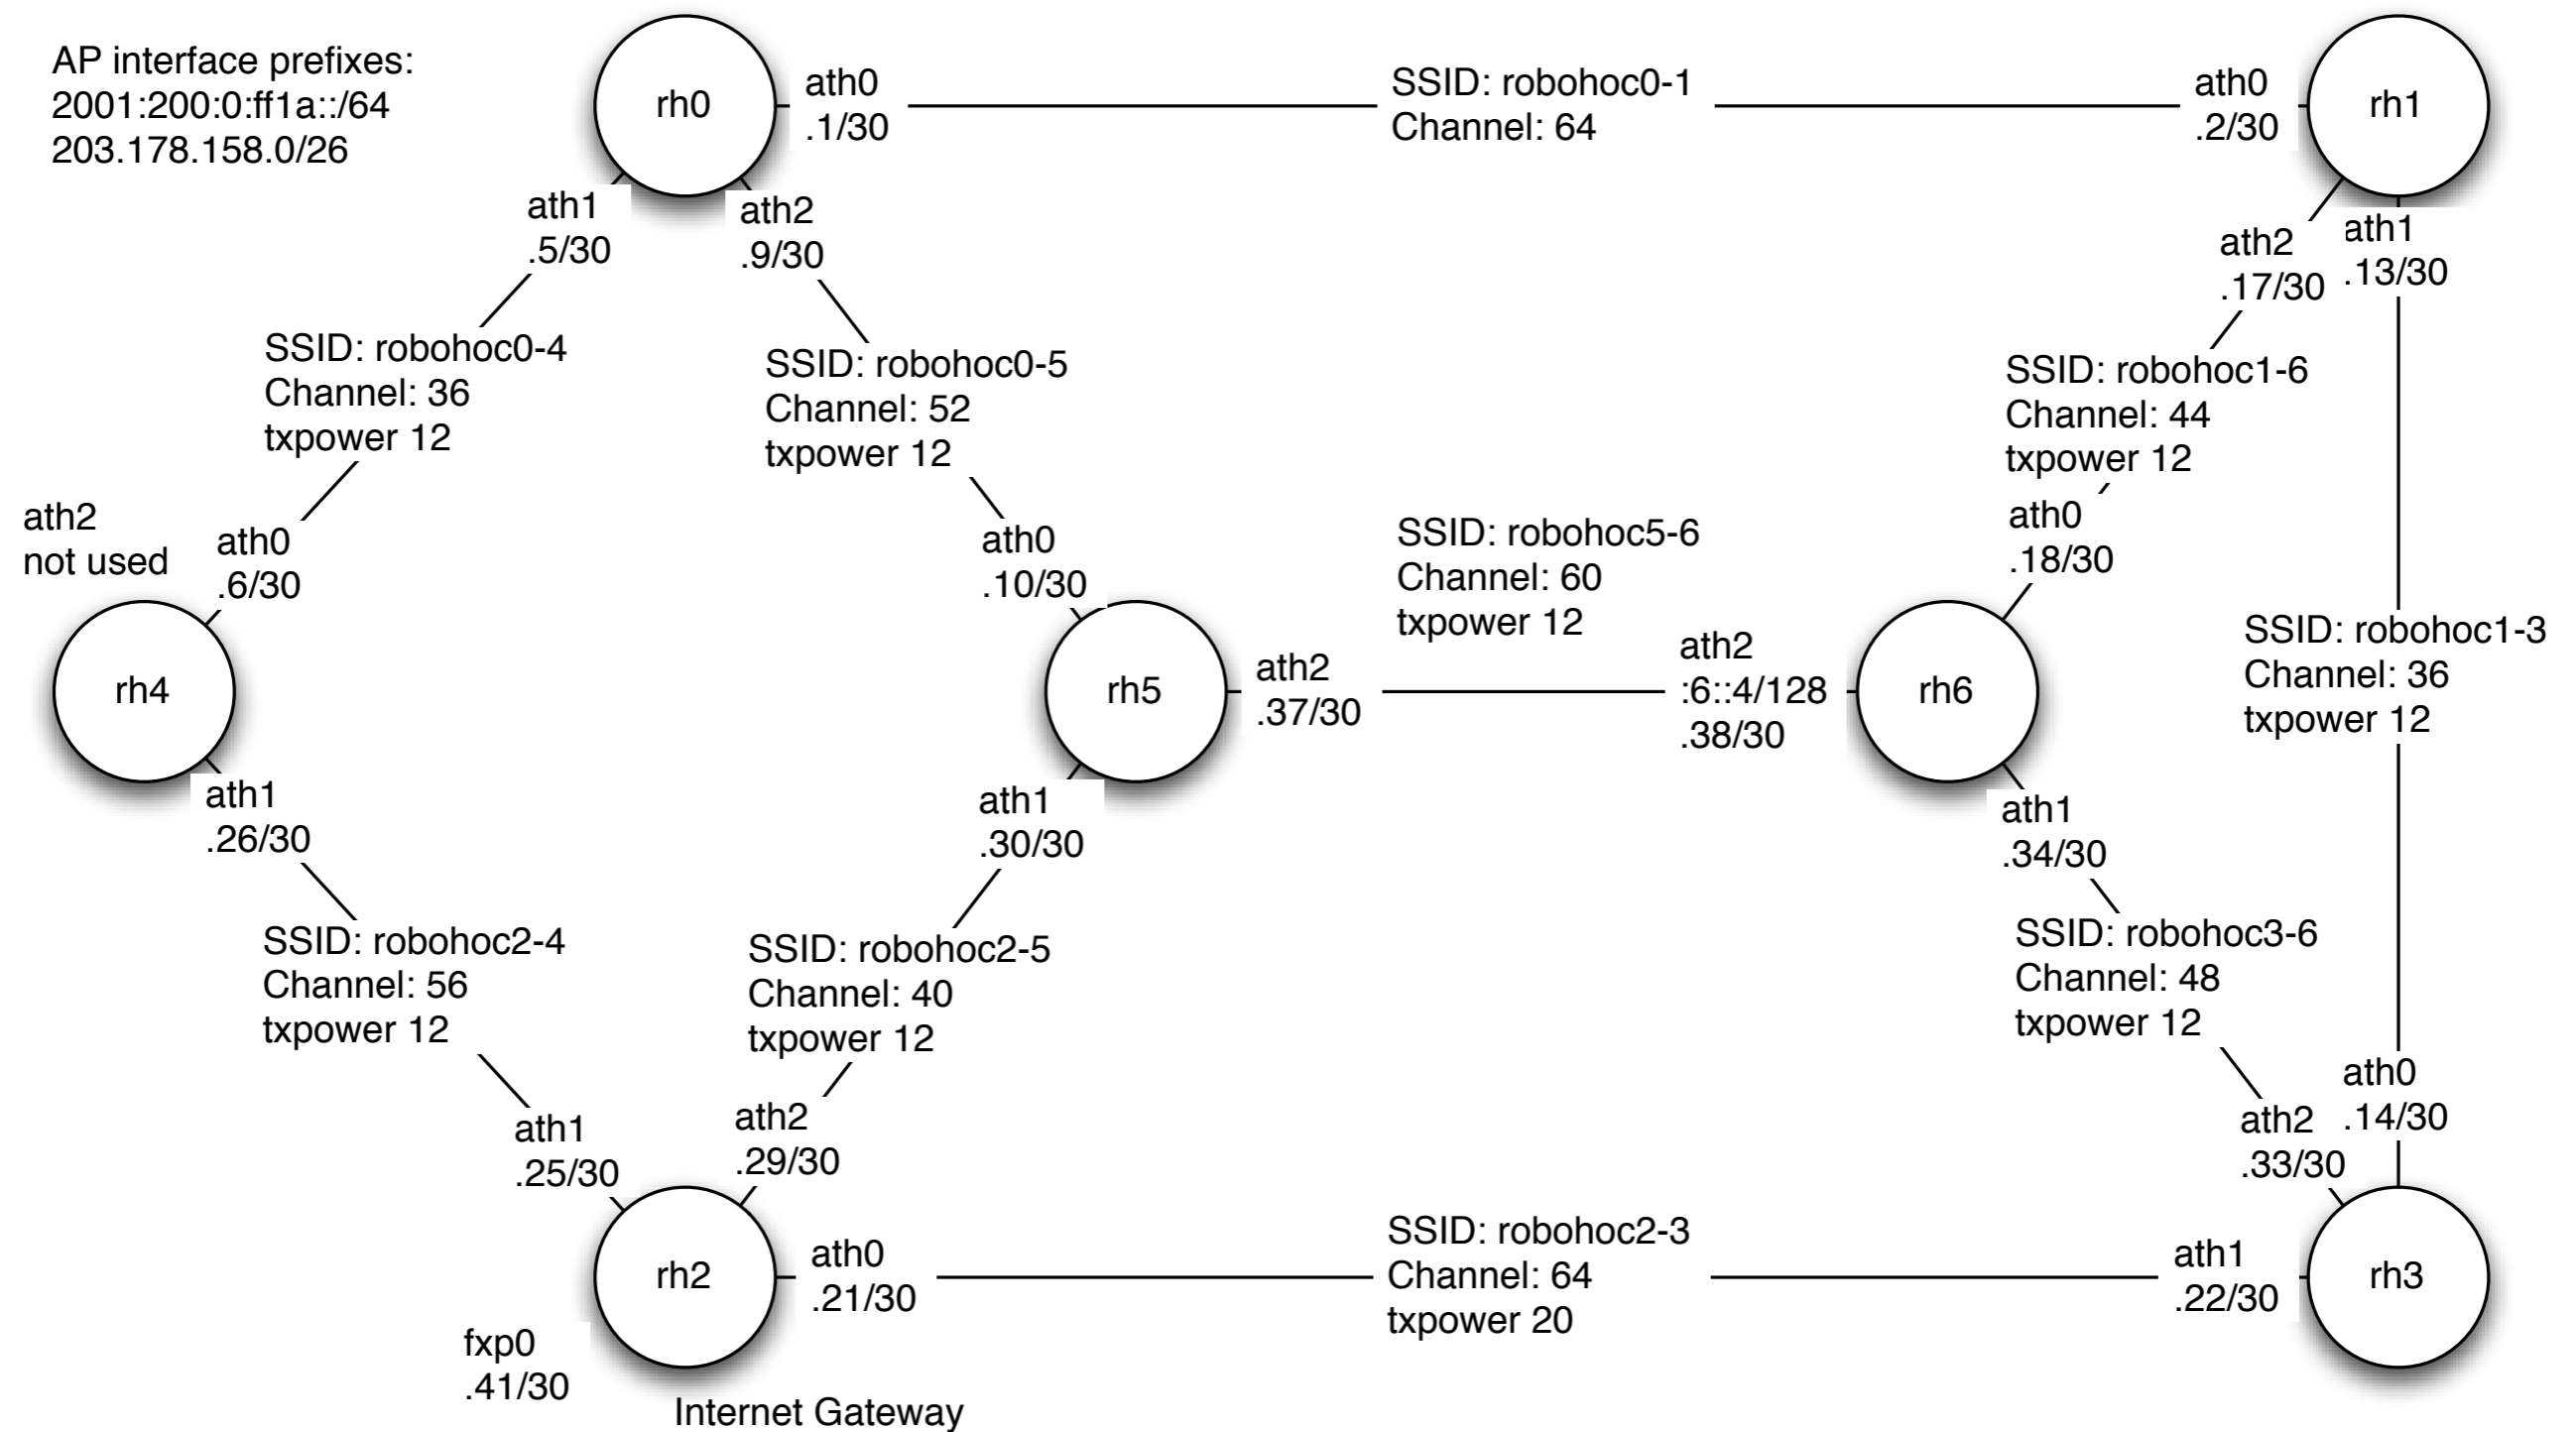 AP interface prefixes:
2001:200:0:ff1a::/64
203.178.158.0/26
rh0
ath0
.1/30
SSID: robohoc0-1
Channel: 64
ath0
.2/30
rh1
ath1
.5/30
ath2
.9/30
ath2
.17/30
ath1
.13/30
SSID: robohoc0-4
Channel: 36
txpower 12
SSID: robohoc0-5
Channel: 52
txpower 12
SSID: robohoc1-6
Channel: 44
txpower 12
ath2
not used
ath0
.6/30
ath0
.10/30
SSID: robohoc5-6
Channel: 60
txpower 12
ath0
.18/30
rh4
rh5
ath2
.37/30
ath2
:6::4/128
.38/30
rh6
SSID: robohoc1-3
Channel: 36
txpower 12
ath1
.26/30
ath1
.30/30
ath1
.34/30
SSID: robohoc2-4
Channel: 56
txpower 12
SSID: robohoc2-5
Channel: 40
txpower 12
SSID: robohoc3-6
Channel: 48
txpower 12
ath1
.25/30
ath2
.29/30
ath2
.33/30
ath0
.14/30
rh2
ath0
.21/30
SSID: robohoc2-3
Channel: 64
txpower 20
ath1
.22/30
rh3
fxp0
.41/30
Internet Gateway